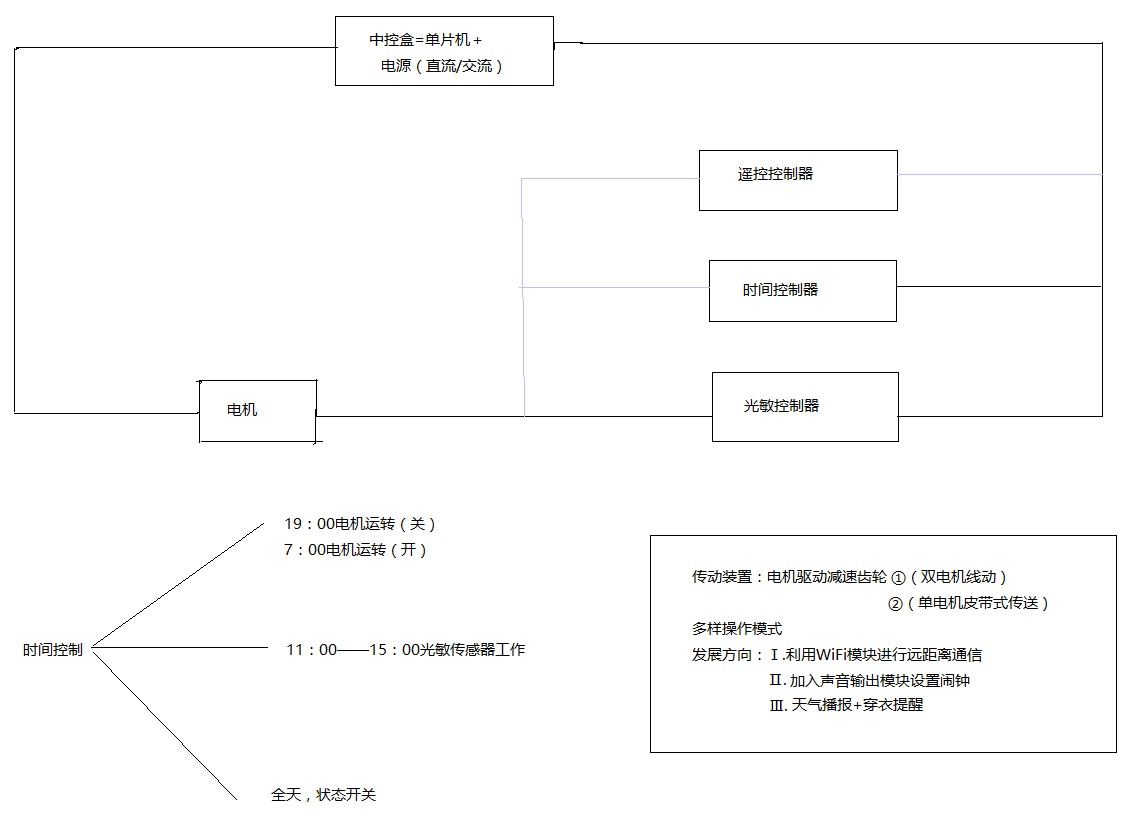 中控盒=单片机＋
电源（直流/交流）
遥控控制器
时间控制器
光敏控制器
电机
19：00电机运转（关）
7：00电机运转（开）
时间控制
11：00——15：00光敏传感器工作
全天，状态开关
传动装置：电机驱动减速齿轮 ①（双电机线动）
②（单电机皮带式传送）
多样操作模式
发展方向：Ⅰ.利用WiFi模块进行远距离通信
Ⅱ. 加入声音输出模块设置闹钟
Ⅲ. 天气播报+穿衣提醒